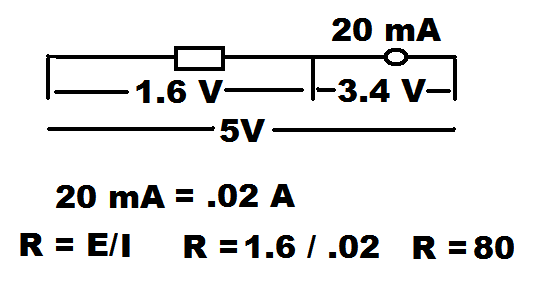 20 mA
1.6 V 3.4 V
5V
20 mA = .02 A
R = E/I R = 1.6 / .02 R = 80